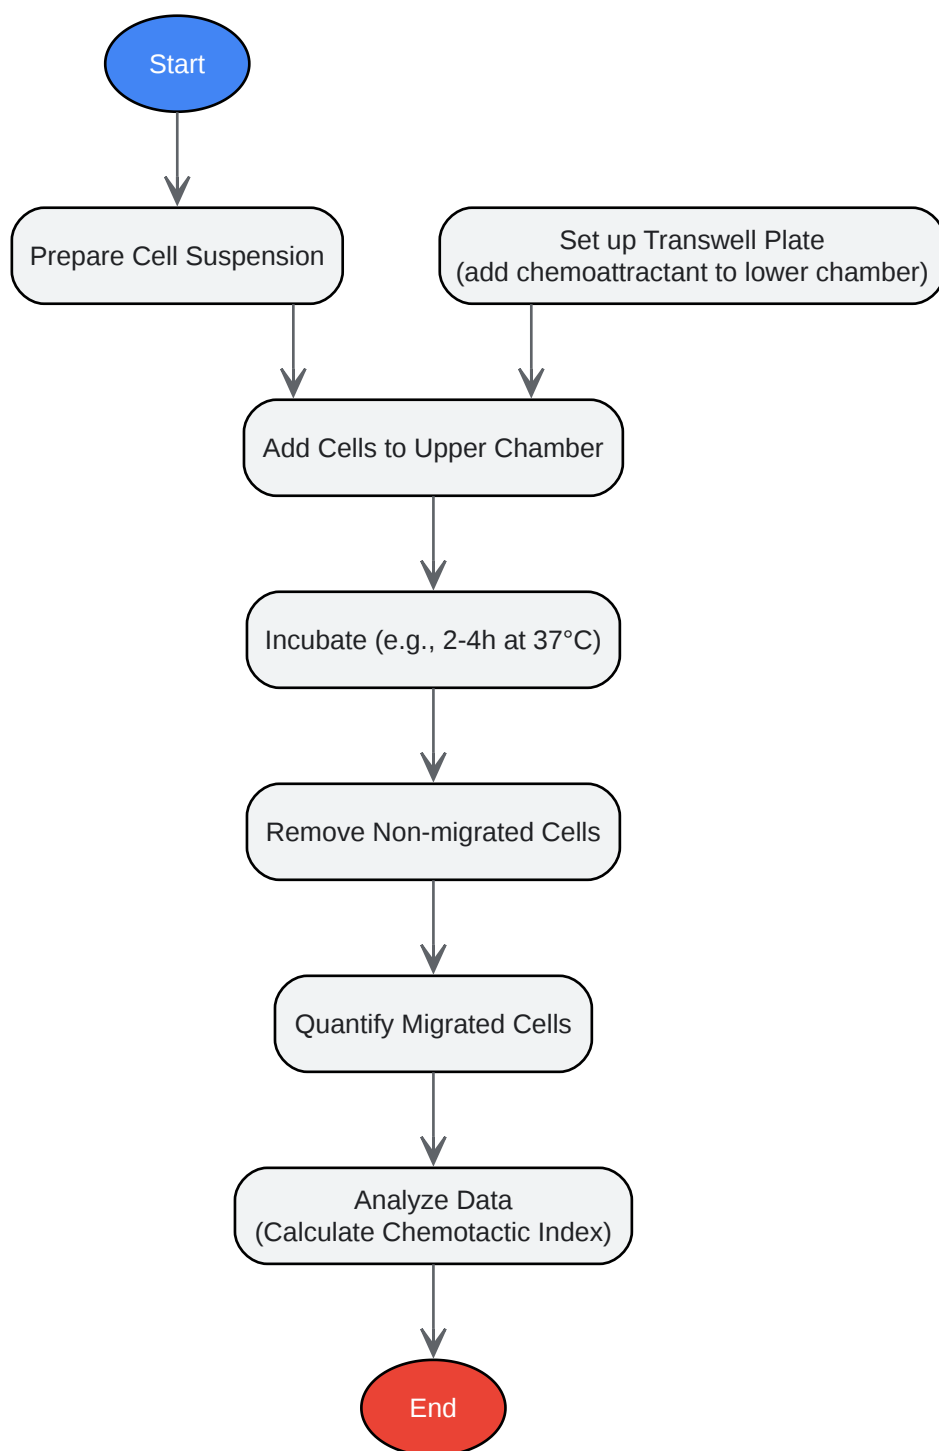 Start
Prepare Cell Suspension
Set up Transwell Plate
(add chemoattractant to lower chamber)
Add Cells to Upper Chamber
Incubate (e.g., 2-4h at 37°C)
Remove Non-migrated Cells
Quantify Migrated Cells
Analyze Data
(Calculate Chemotactic Index)
End